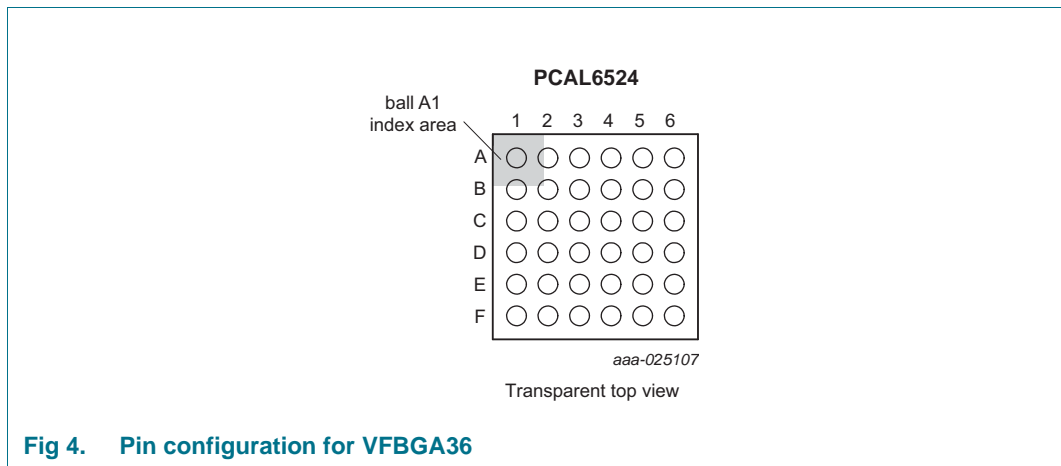 PCAL6524
ball A1
index area
1 2 3 4 5 6
A
B
C
D
E
F
aaa-025107
Transparent top view
Fig 4. Pin configuration for VFBGA36